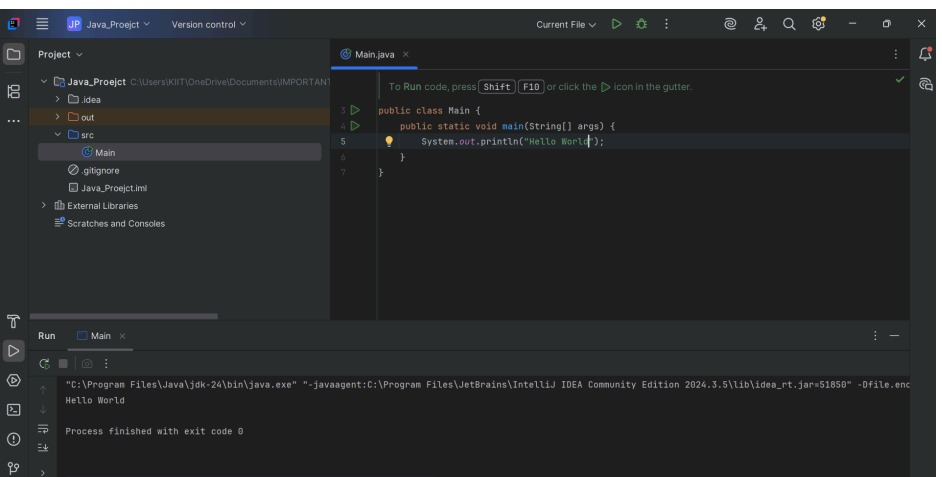 JP Java_Proejct Version control Current File
Project
Main.java
Java_Proejct C:\Users\KIIT\OneDrive\Documents\IMPORTANT
.idea
out
src
Main
.gitignore
Java_Proejct.iml
External Libraries
Scratches and Consoles
To Run code, press Shift F10 or click the icon in the gutter.
3 public class Main {
4 public static void main(String[] args) {
5 System.out.println("Hello World");
6 }
7 }
Run Main
"C:\Program Files\Java\jdk-24\bin\java.exe" "-javaagent:C:\Program Files\JetBrains\IntelliJ IDEA Community Edition 2024.3.5\lib\idea_rt.jar=51850" -Dfile.enc
Hello World
Process finished with exit code 0